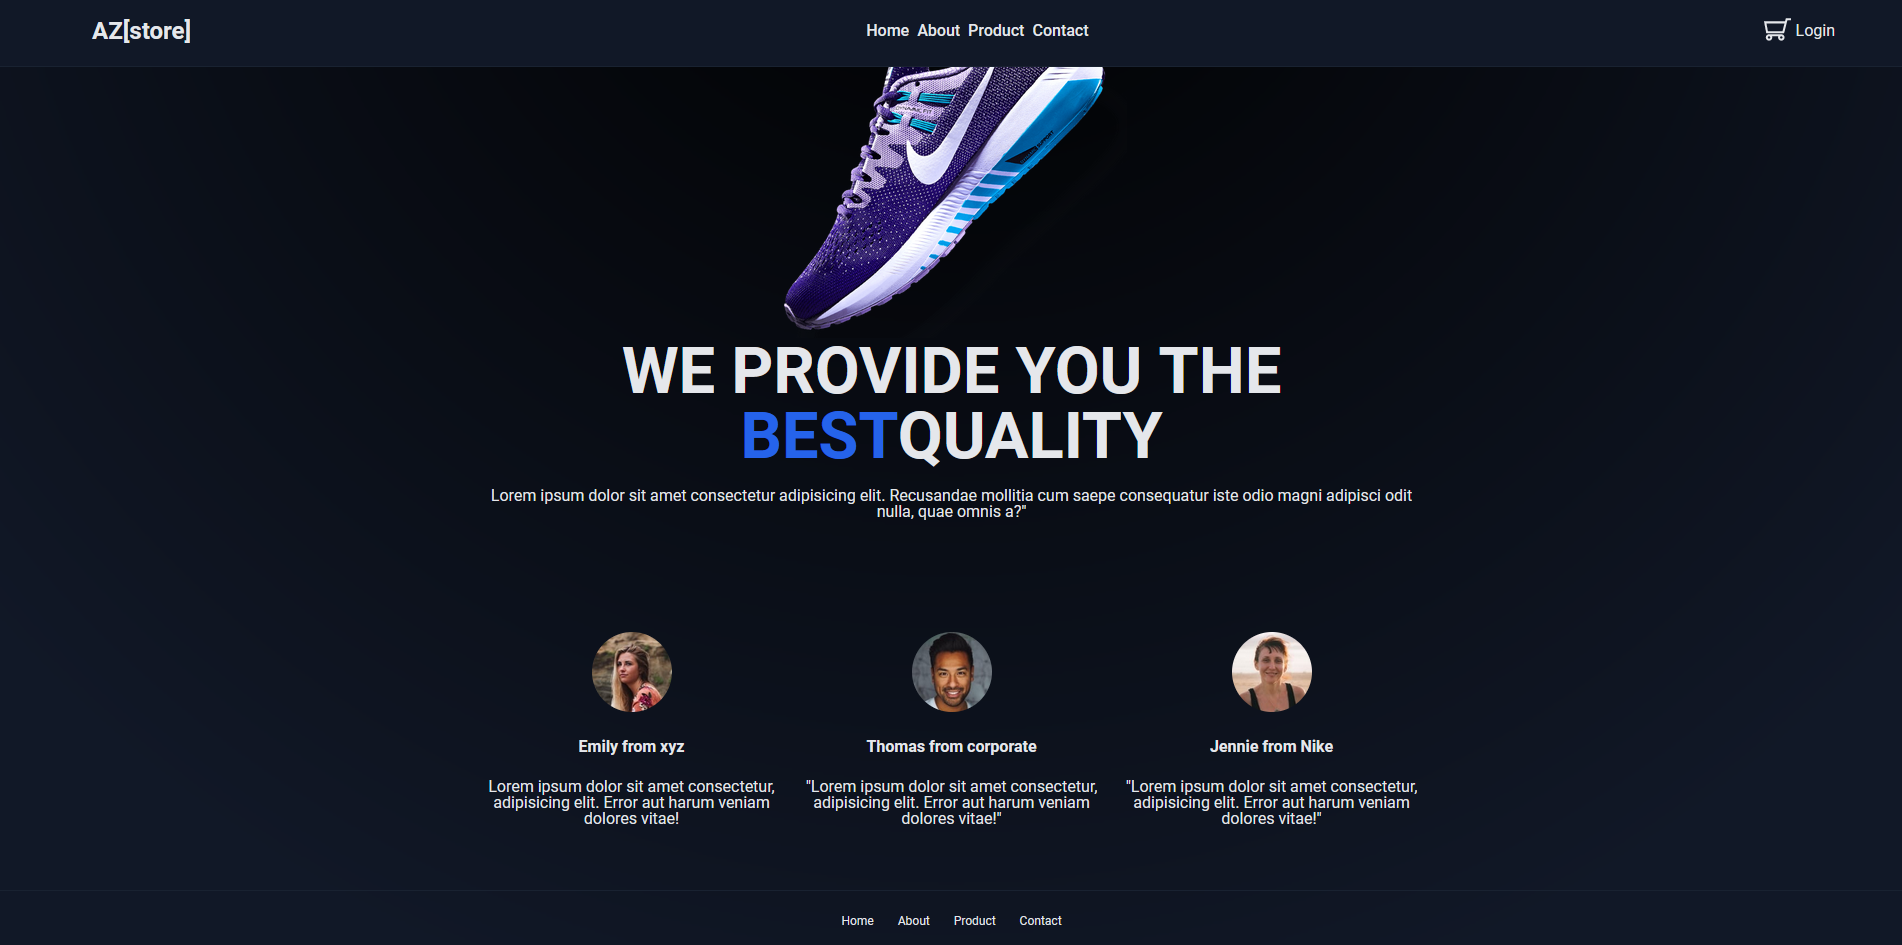 AZ[store]
Home About Product Contact
Login
WE PROVIDE YOU THE
BESTQUALITY
Lorem ipsum dolor sit amet consectetur adipisicing elit. Recusandae mollitia cum saepe consequatur iste odio magni adipisci odit
nulla, quae omnis a?"
Emily from xyz
Lorem ipsum dolor sit amet consectetur,
adipisicing elit. Error aut harum veniam
dolores vitae!
Thomas from corporate
"Lorem ipsum dolor sit amet consectetur,
adipisicing elit. Error aut harum veniam
dolores vitae!"
Jennie from Nike
"Lorem ipsum dolor sit amet consectetur,
adipisicing elit. Error aut harum veniam
dolores vitae!"
Home About Product Contact